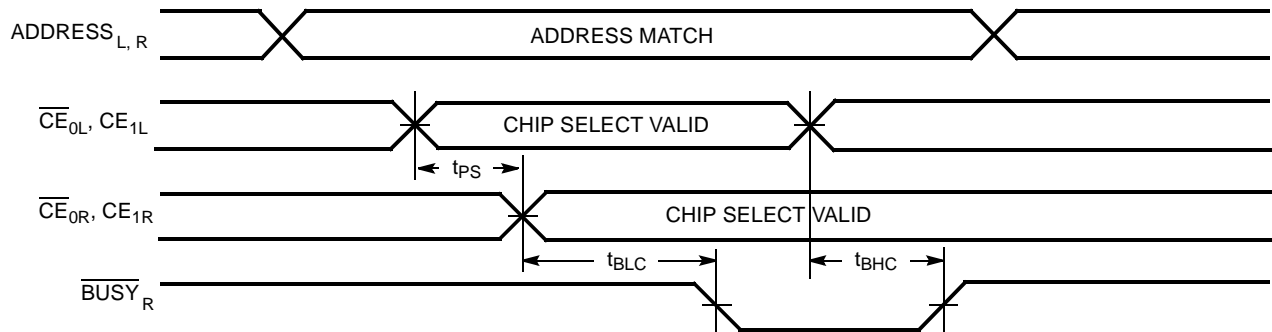 ADDRESS L, R ADDRESS MATCH
CE0L, CE1L CHIP SELECT VALID
tPS
CE0R, CE1R CHIP SELECT VALID
tBLC tBHC
BUSY R